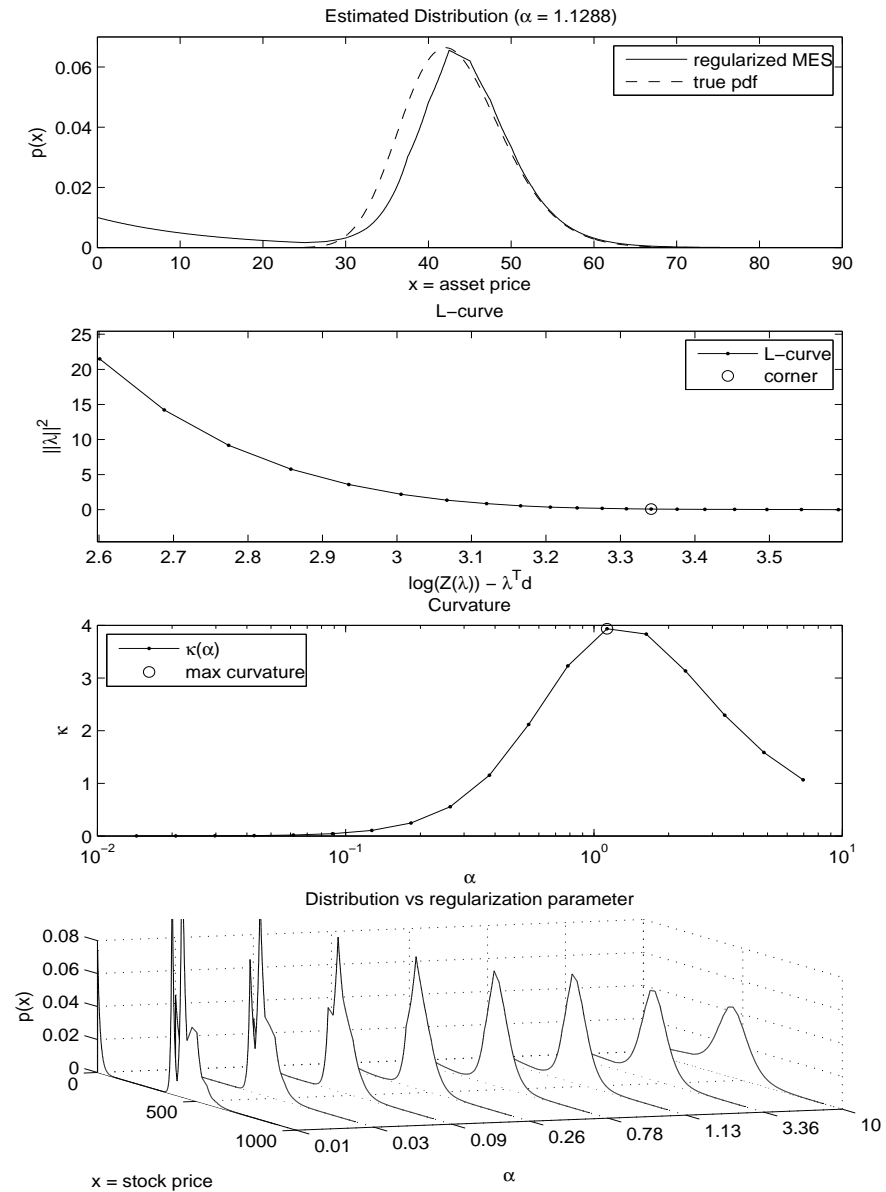 Estimated Distribution (α = 1.1288)
regularized MES
true pdf
p(x)
0.06
0.04
0.02
0
0 10 20 30 40 50 60 70 80 90
x = asset price
L−curve
L−curve
corner
||λ||²
25
20
15
10
5
0
2.6 2.7 2.8 2.9 3 3.1 3.2 3.3 3.4 3.5
log(Z(λ)) − λᵀd
Curvature
κ(α)
max curvature
κ
4
3
2
1
0
10⁻² 10⁻¹ 10⁰ 10¹
α
Distribution vs regularization parameter
p(x)
0.08
0.06
0.04
0.02
0
0
500
1000
0.01 0.03 0.09 0.26 0.78 1.13 3.36 10
x = stock price
α